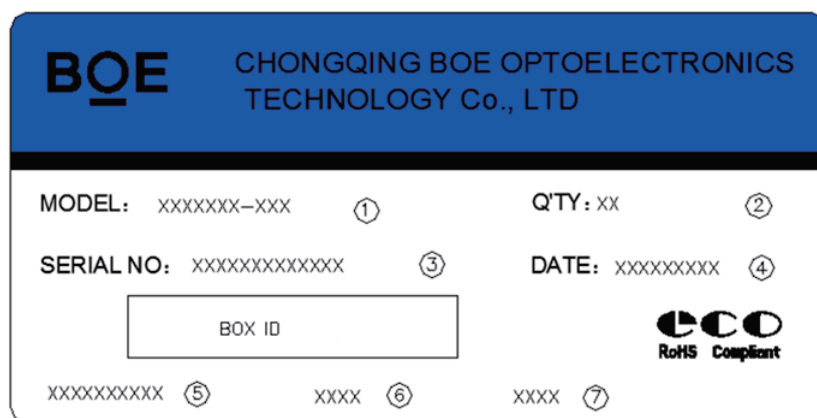 BOE CHONGQING BOE OPTOELECTRONICS
TECHNOLOGY Co., LTD
MODEL: XXXXXXX-XXX ① Q'TY: XX ②
SERIAL NO: XXXXXXXXXXXXX ③ DATE: XXXXXXXXX ④
BOX ID
eco
RoHS Compliant
XXXXXXXXXX ⑤ XXXX ⑥ XXXX ⑦